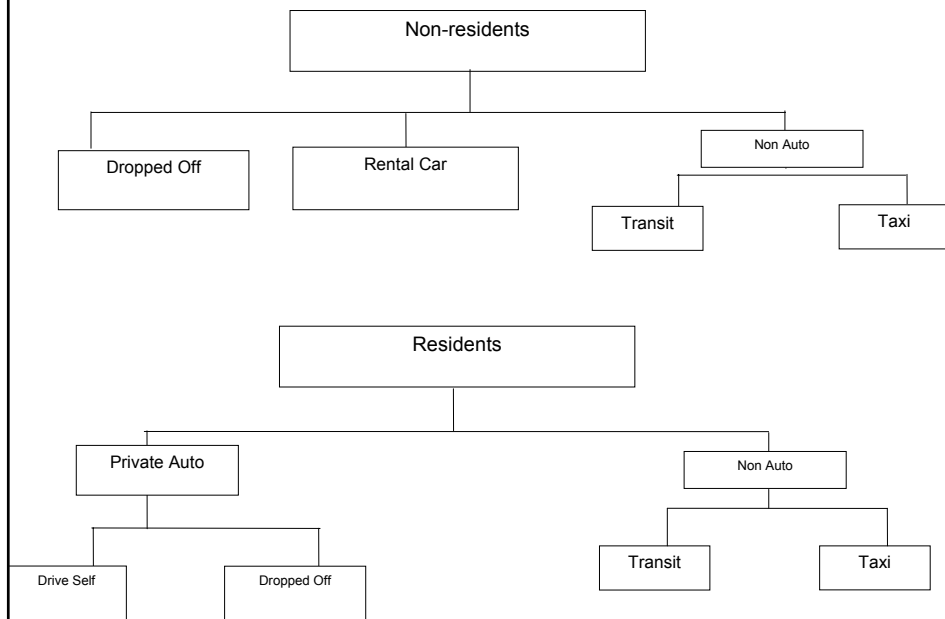 Non-residents
Non Auto
Dropped Off
Rental Car
Transit
Taxi
Residents
Private Auto
Non Auto
Transit
Taxi
Drive Self
Dropped Off